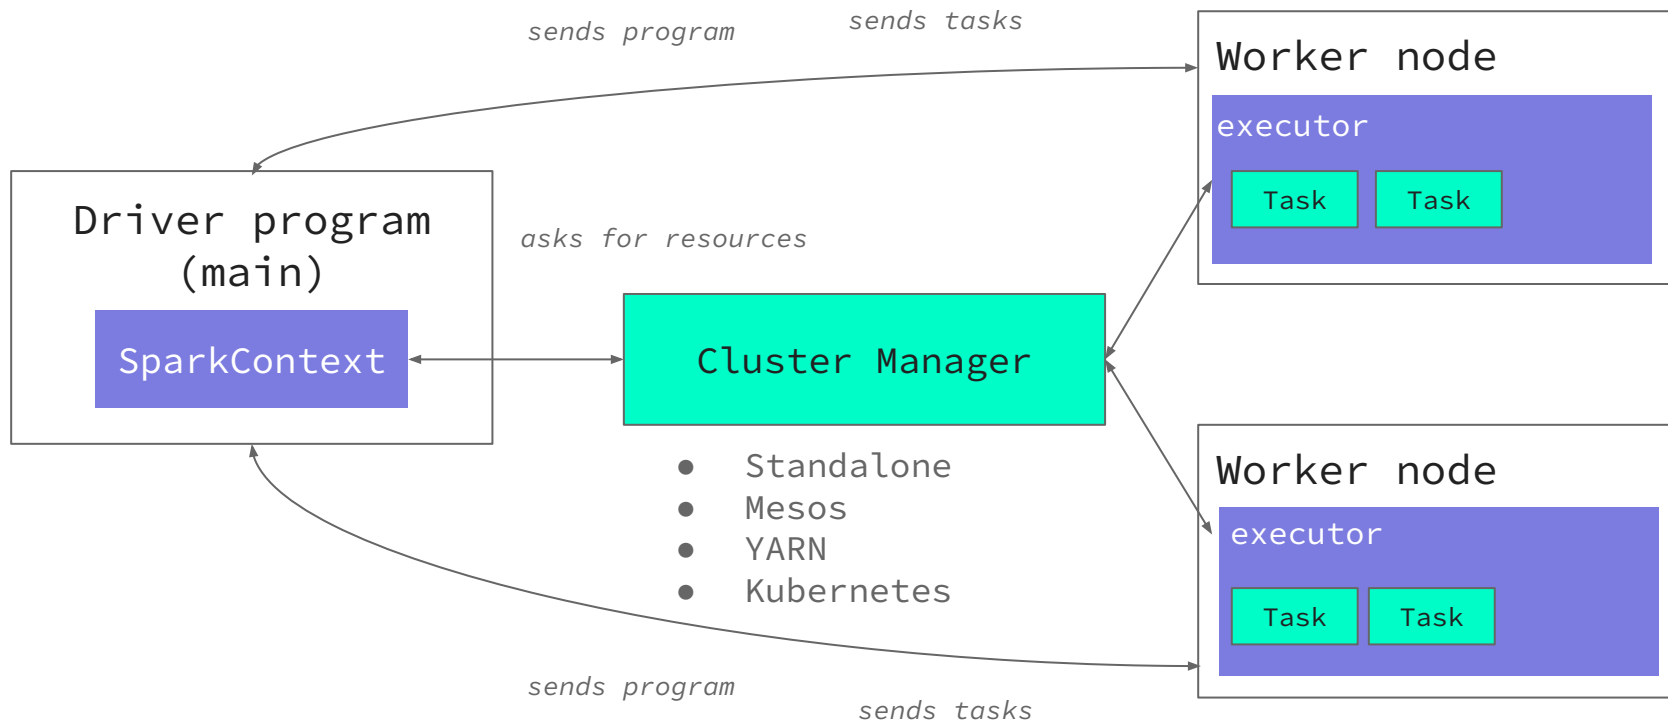 sends program
sends tasks
Worker node
executor
Task
Task
Driver program
(main)
SparkContext
asks for resources
Cluster Manager
● Standalone
● Mesos
● YARN
● Kubernetes
Worker node
executor
Task
Task
sends program
sends tasks